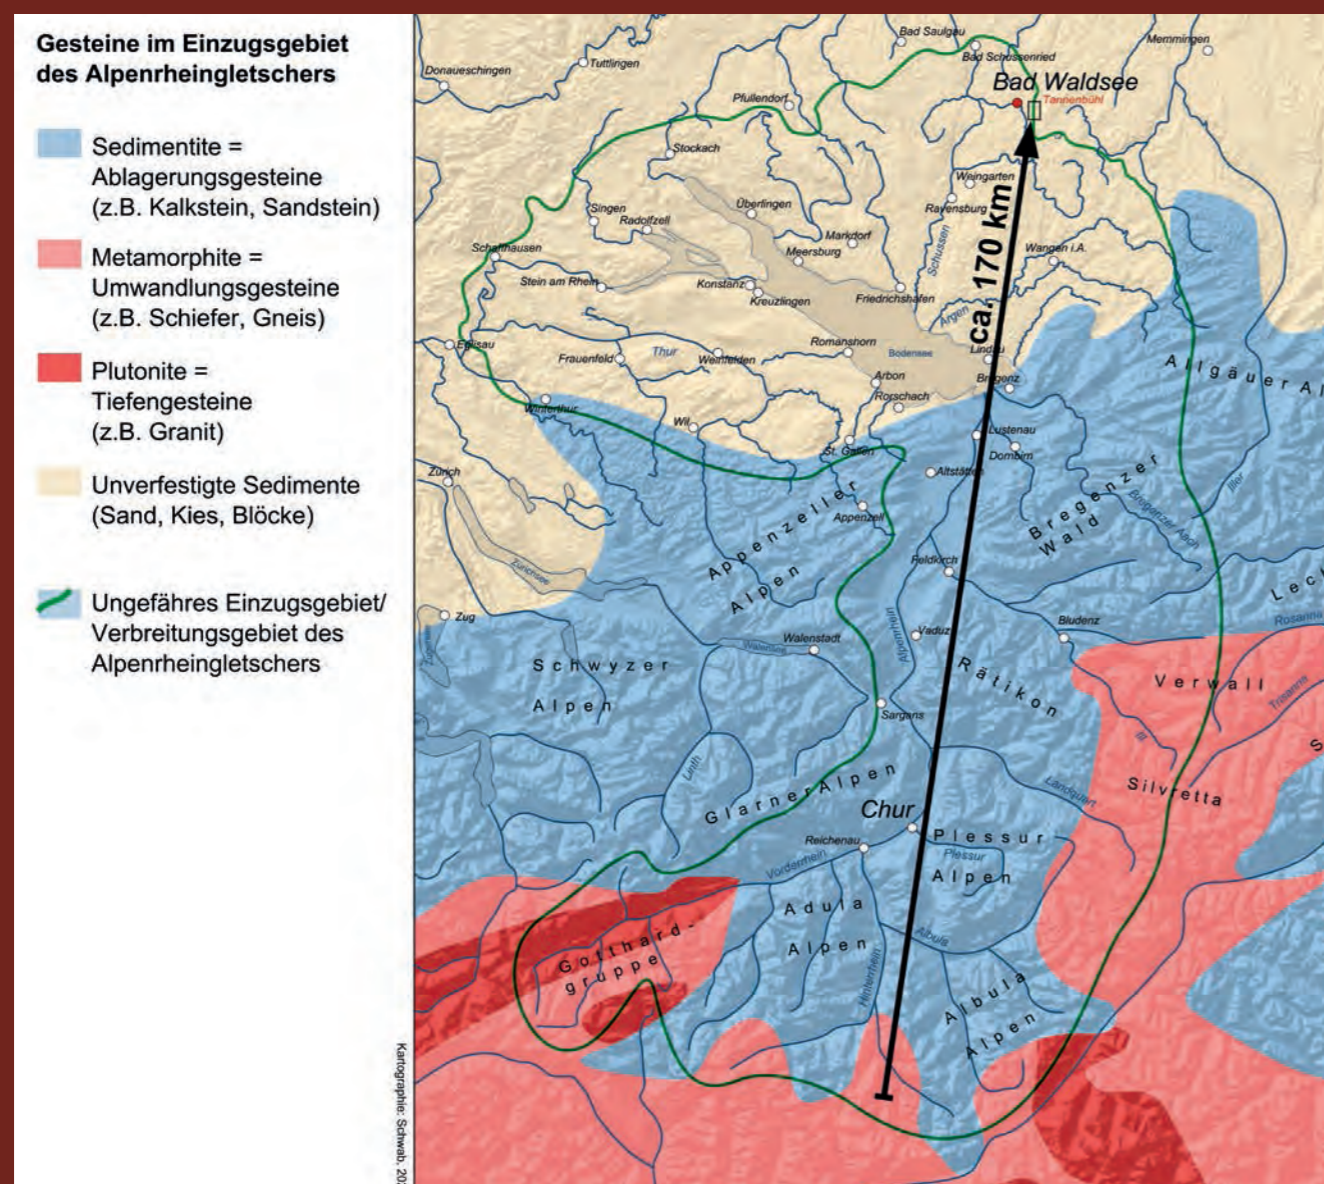 Gesteine im Einzugsgebiet
des Alpenrheingletschers
Sedimentite =
Ablagerungsgesteine
(z.B. Kalkstein, Sandstein)
Metamorphite =
Umwandlungsgesteine
(z.B. Schiefer, Gneis)
Plutonite =
Tiefengesteine
(z.B. Granit)
Unverfestigte Sedimente
(Sand, Kies, Blöcke)
Ungefähres Einzugsgebiet/
Verbreitungsgebiet des
Alpenrheingletschers
Bad Saulgau
Memmingen
Bad Schussenried
Tuttlingen
Donaueschingen
Bad Waldsee
Tannenbühl
Pfullendorf
Stockach
Weingarten
Ravensburg
Überlingen
Singen
Radolfzell
Markdorf
Meersburg
Schussen
ca. 170 km
Wangen i.A.
Schaffhausen
Stein am Rhein
Konstanz
Kreuzlingen
Friedrichshafen
Argen
Eglisau
Romanshorn
Bodensee
Lindau
Frauenfeld
Thur
Weinfelden
Arbon
Bregenz
Allgäuer Al
Rorschach
Winterthur
Wil
St. Gallen
Lustenau
Dornbirn
Zürich
Altstätten
Iller
Appenzell
Appenzeller
Alpen
Bregenzer
Wald
Bregenzer Aach
Zürichsee
Feldkirch
Lech
Zug
Zugersee
Walenstadt
Walensee
Vaduz
Alpenrhein
Bludenz
Rosanna
Schwyzer
Alpen
Rätikon
Verwall
Trisanna
Sargans
Ill
S
Linth
Glarner Alpen
Landquart
Silvretta
Chur
Reichenau
Plessur
Plessur
Alpen
Vorderrhein
Adula
Alpen
Albula
Gotthard-
gruppe
Hinterrhein
Albula
Alpen